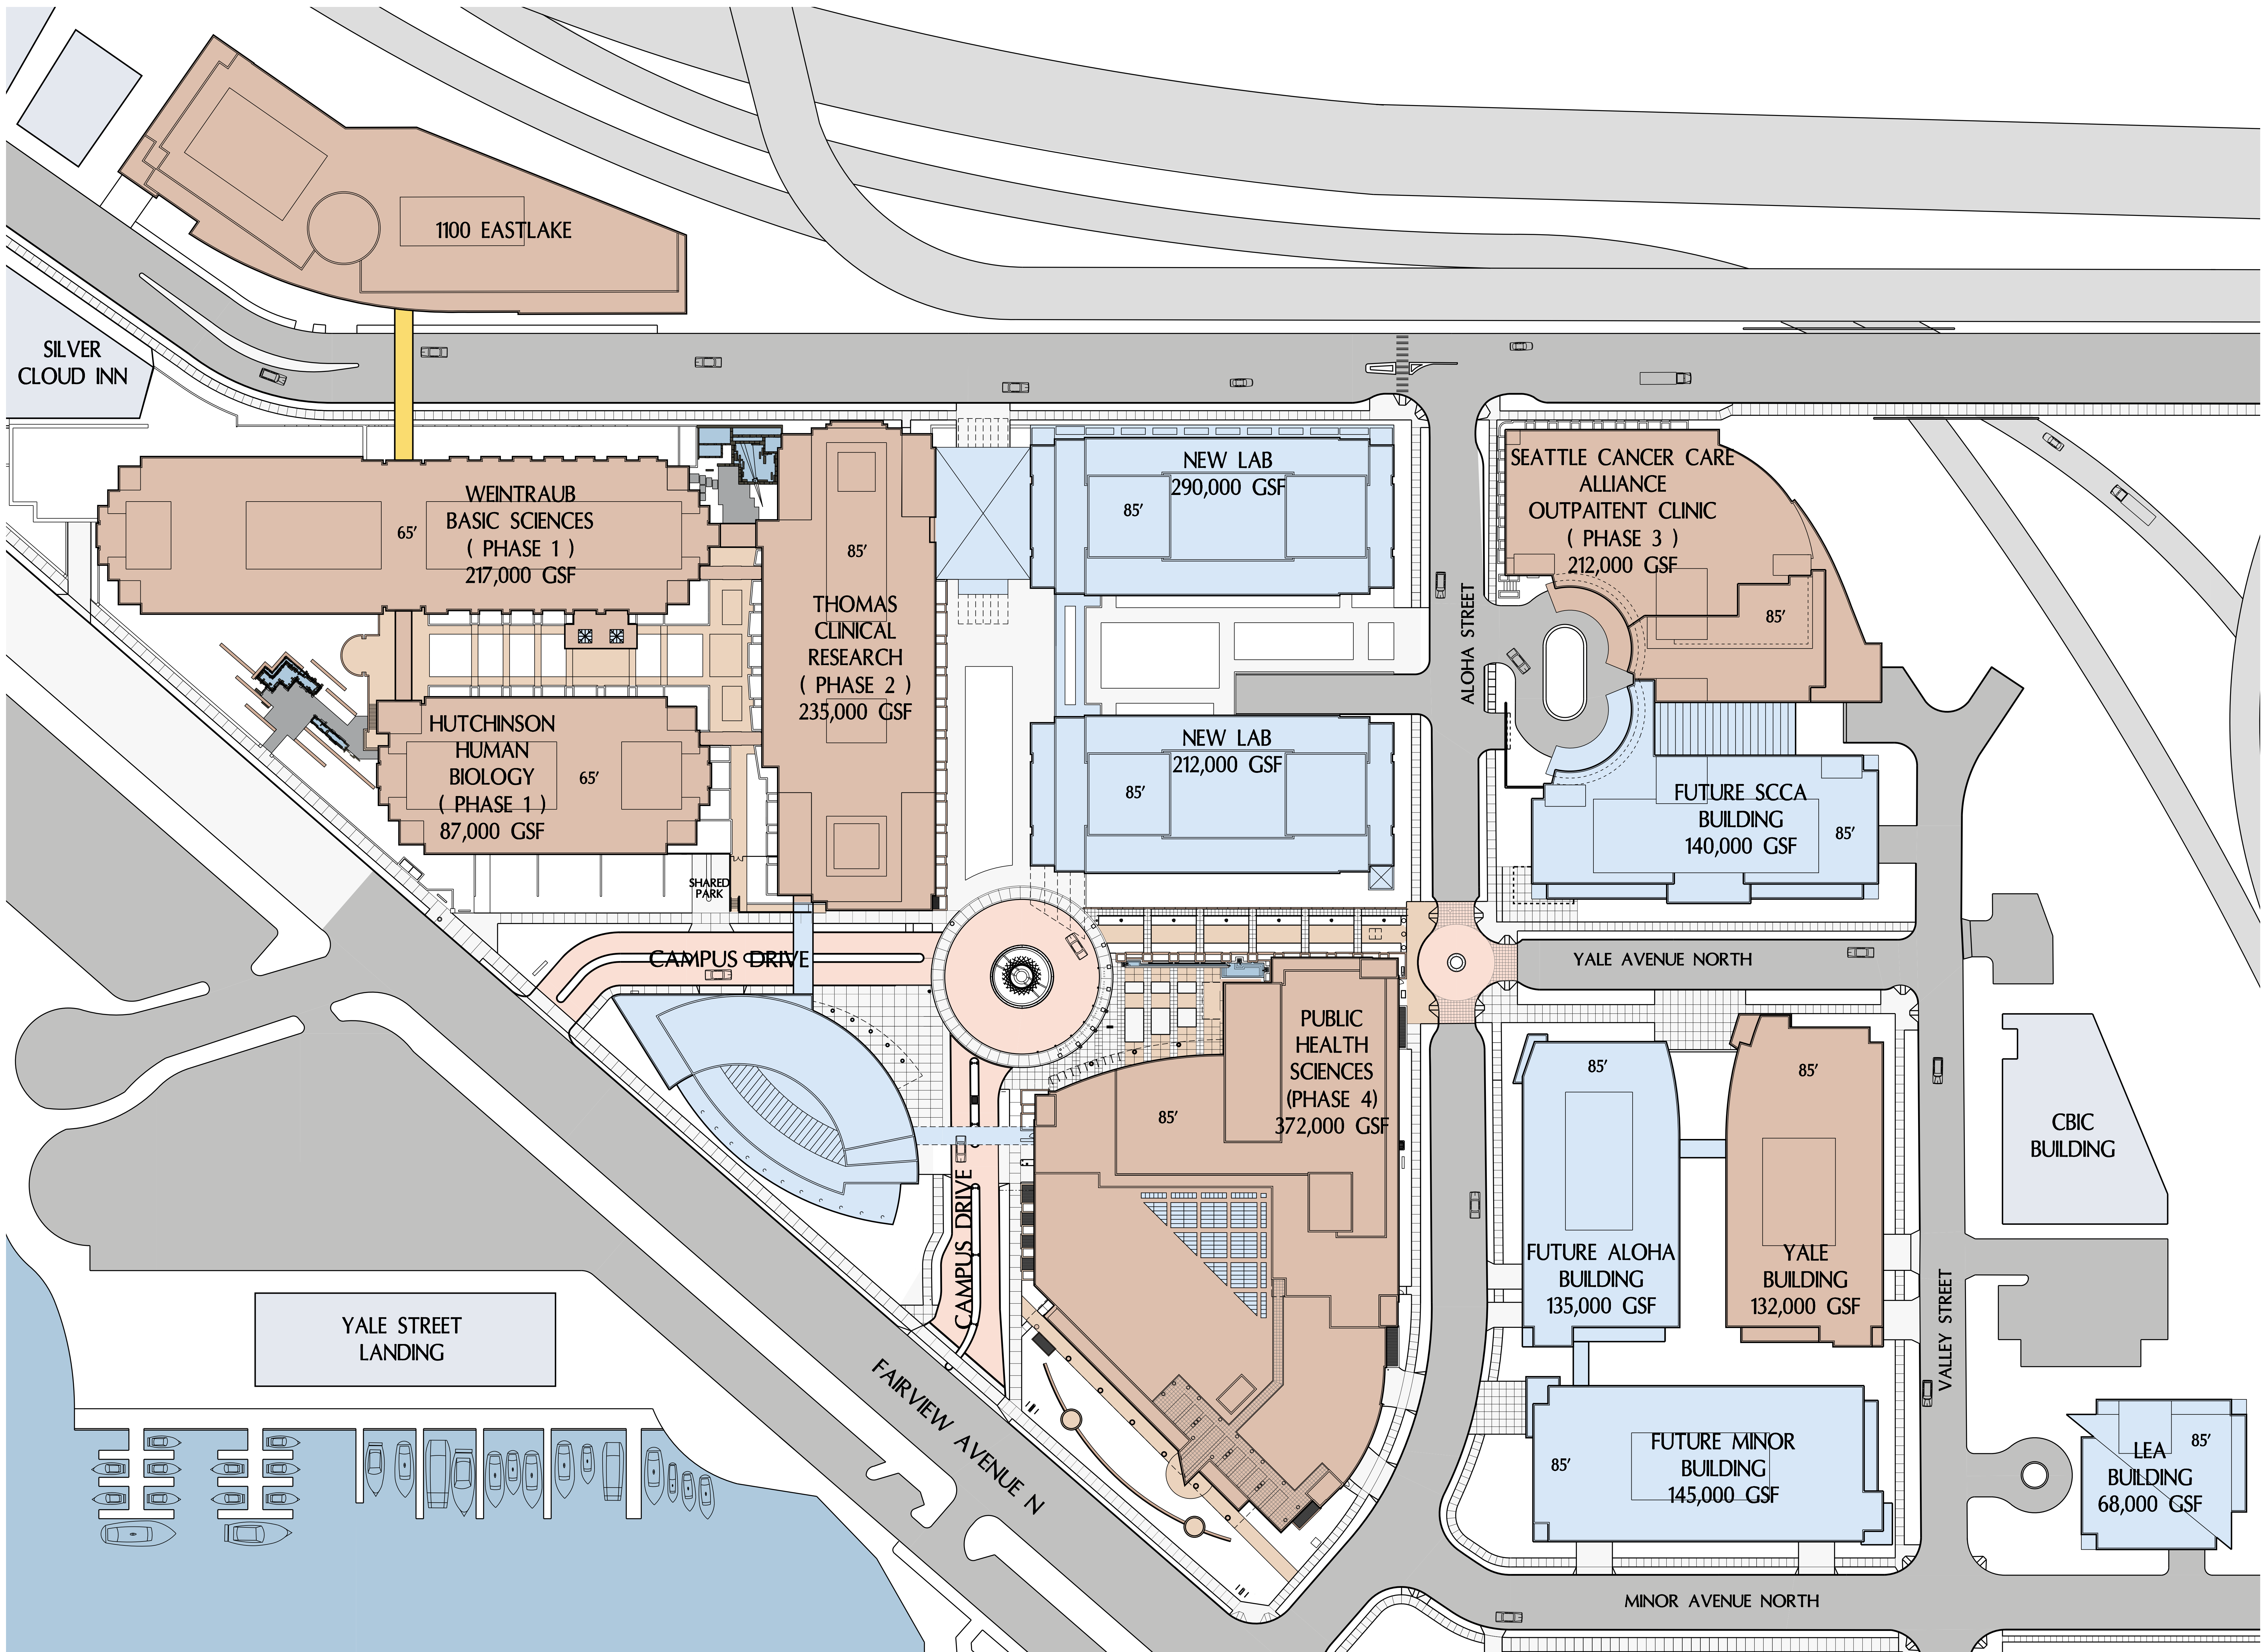 1100 EASTLAKE
SILVER
CLOUD INN
WEINTRAUB
BASIC SCIENCES
( PHASE 1 )
217,000 GSF
65'
HUTCHINSON
HUMAN
BIOLOGY
( PHASE 1 )
87,000 GSF
65'
85'
THOMAS
CLINICAL
RESEARCH
( PHASE 2 )
235,000 GSF
NEW LAB
290,000 GSF
85'
NEW LAB
212,000 GSF
85'
ALOHA STREET
SEATTLE CANCER CARE
ALLIANCE
OUTPAITENT CLINIC
( PHASE 3 )
212,000 GSF
85'
FUTURE SCCA
BUILDING
140,000 GSF
85'
SHARED
PARK
CAMPUS DRIVE
CAMPUS DRIVE
YALE AVENUE NORTH
PUBLIC
HEALTH
SCIENCES
(PHASE 4)
372,000 GSF
85'
85'
FUTURE ALOHA
BUILDING
135,000 GSF
85'
YALE
BUILDING
132,000 GSF
CBIC
BUILDING
VALLEY STREET
YALE STREET
LANDING
FAIRVIEW AVENUE N
FUTURE MINOR
BUILDING
145,000 GSF
85'
LEA
BUILDING
68,000 GSF
85'
MINOR AVENUE NORTH